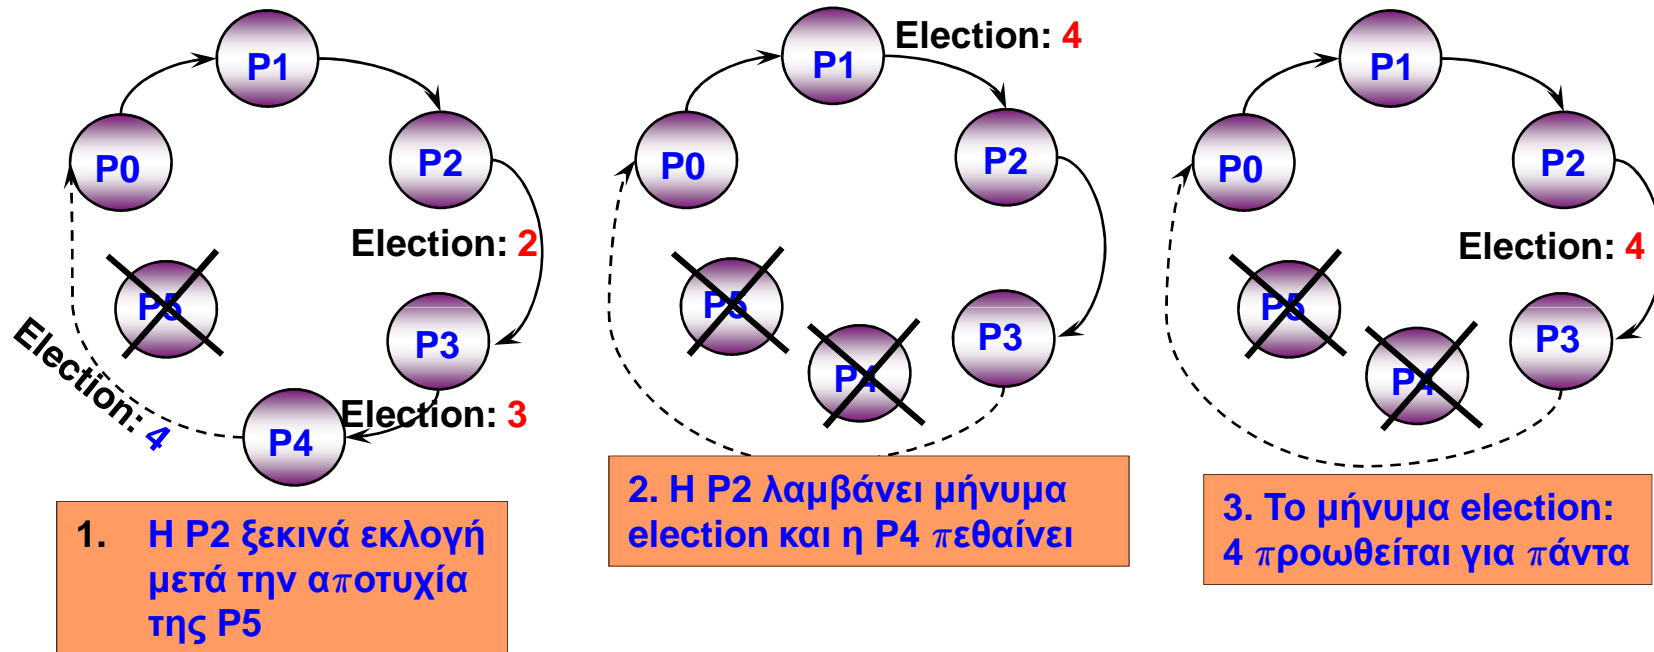 P1
P0
P2
Election: 2
P5
P3
Election: 4
Election: 3
P4
1. Η P2 ξεκινά εκλογή
μετά την αποτυχία
της P5
Election: 4
P1
P0
P2
P5
P3
P4
2. Η P2 λαμβάνει μήνυμα
election και η P4 πεθαίνει
P1
P0
P2
Election: 4
P5
P3
P4
3. Το μήνυμα election:
4 προωθείται για πάντα